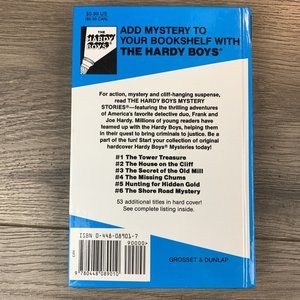 $5.99 US
THE
HARDY
BOYS
ADD MYSTERY TO
YOUR BOOKSHELF WITH
THE HARDY BOYS®
For action, mystery and cliff-hanging suspense,
read THE HARDY BOYS MYSTERY
STORIES®-featuring the thrilling adventures
of America's favorite detective duo, Frank and
Joe Hardy. Millions of young readers have
teamed up with the Hardy Boys, helping them
in their quest to bring criminals to justice. Be a
part of the fun! Start your collection of original
hardcover Hardy Boys® Mysteries today!
#1 The Tower Treasure
#2 The House on the Cliff
#3 The Secret of the Old Mill
#4 The Missing Chums
#5 Hunting for Hidden Gold
#6 The Shore Road Mystery
53 additional titles in hard cover!
See complete listing inside.
ISBN 0-448-08901-7
90000>
9 780448 089010
GROSSET & DUNLAP